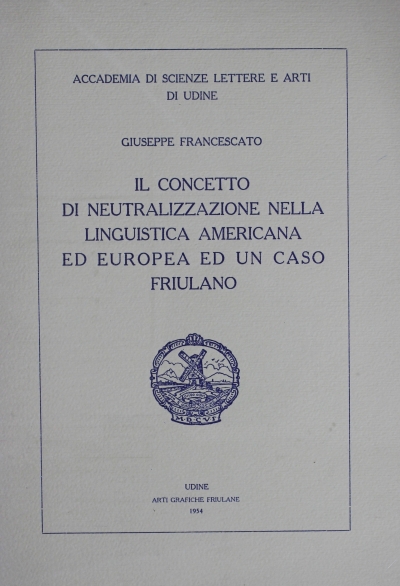 ACCADEMIA DI SCIENZE LETTERE E ARTI
DI UDINE
GIUSEPPE FRANCESCATO
IL CONCETTO
DI NEUTRALIZZAZIONE NELLA
LINGUISTICA AMERICANA
ED EUROPEA ED UN CASO
FRIULANO
MDCVI
UDINE
ARTI GRAFICHE FRIULANE
1954